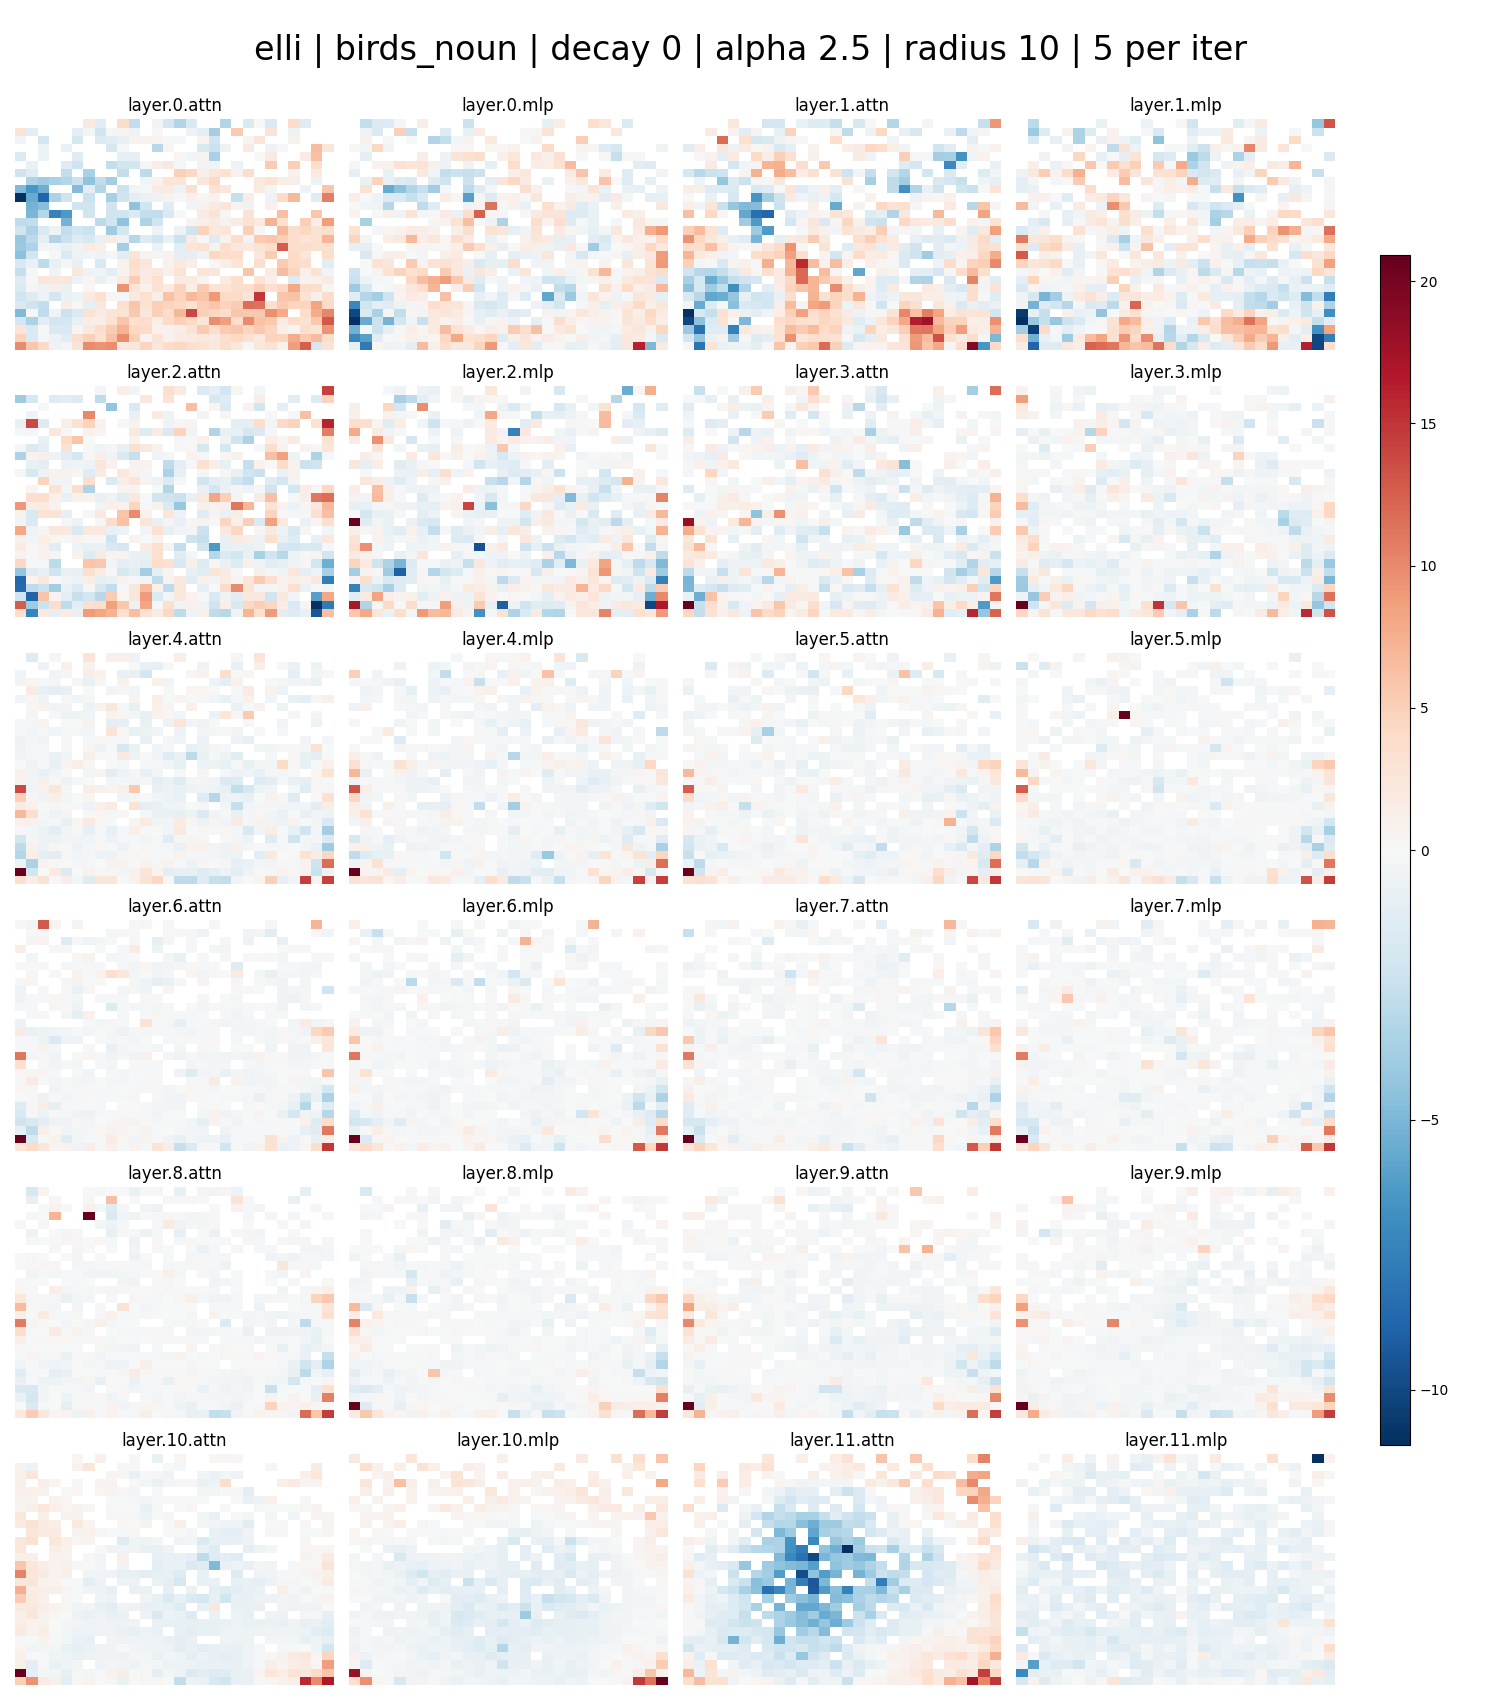 elli | birds_noun | decay 0 | alpha 2.5 | radius 10 | 5 per iter
layer.0.attn layer.0.mlp layer.1.attn layer.1.mlp
layer.2.attn layer.2.mlp layer.3.attn layer.3.mlp
layer.4.attn layer.4.mlp layer.5.attn layer.5.mlp
layer.6.attn layer.6.mlp layer.7.attn layer.7.mlp
layer.8.attn layer.8.mlp layer.9.attn layer.9.mlp
layer.10.attn layer.10.mlp layer.11.attn layer.11.mlp
20
15
10
5
0
−5
−10